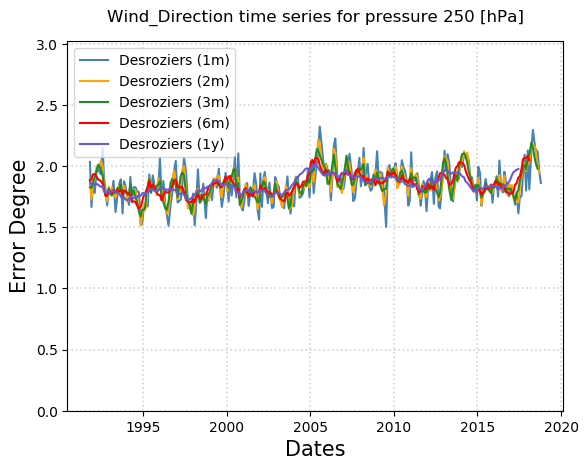 Wind_Direction time series for pressure 250 [hPa]
3.0
2.5
2.0
1.5
1.0
0.5
0.0
Error Degree
Desroziers (1m)
Desroziers (2m)
Desroziers (3m)
Desroziers (6m)
Desroziers (1y)
1995 2000 2005 2010 2015 2020
Dates